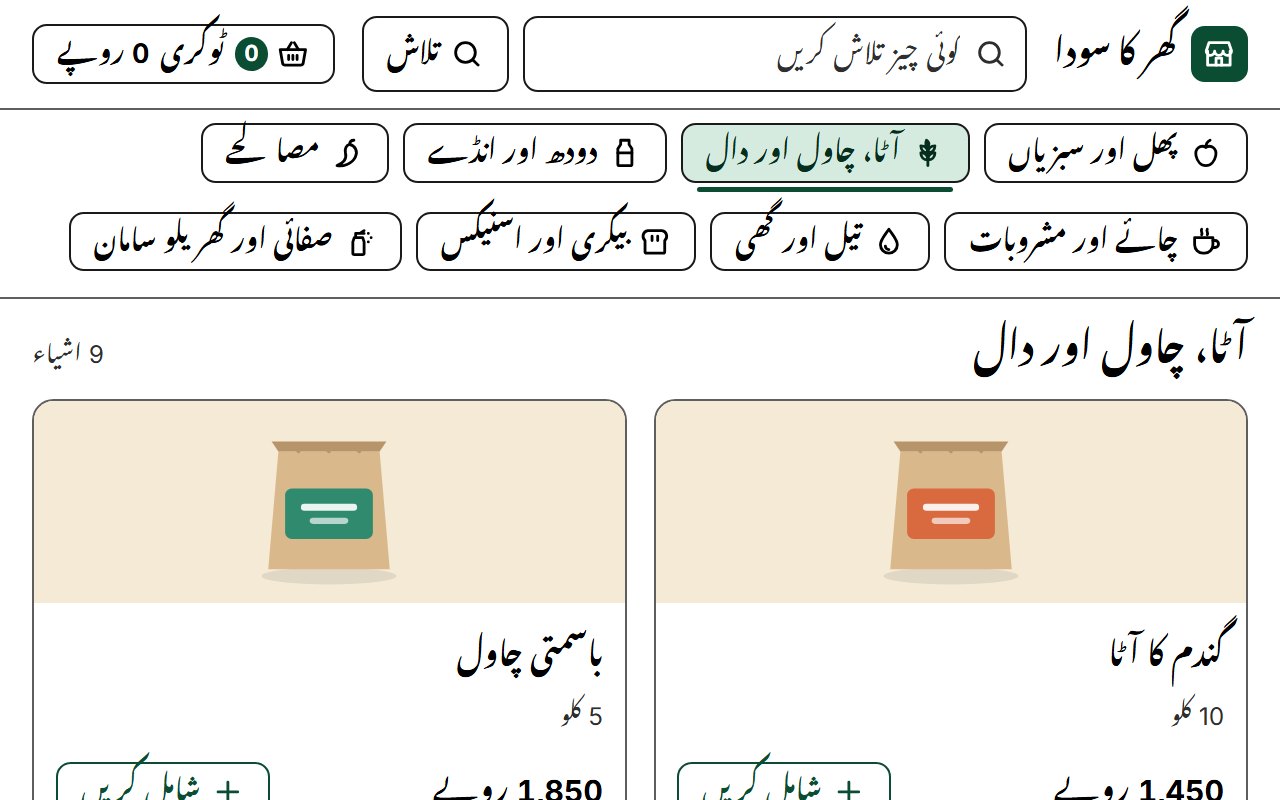 گھر کا سودا
کوئی چیز تلاش کریں
تلاش
ٹوکری 0 0 روپے
پھل اور سبزیاں
آٹا، چاول اور دال
دودھ اور انڈے
مصالحے
چائے اور مشروبات
تیل اور گھی
بیکری اور اسنیکس
صفائی اور گھریلو سامان
آٹا، چاول اور دال
9 اشیاء
گندم کا آٹا
10 کلو
1,450 روپے
شامل کریں
باسمتی چاول
5 کلو
1,850 روپے
شامل کریں